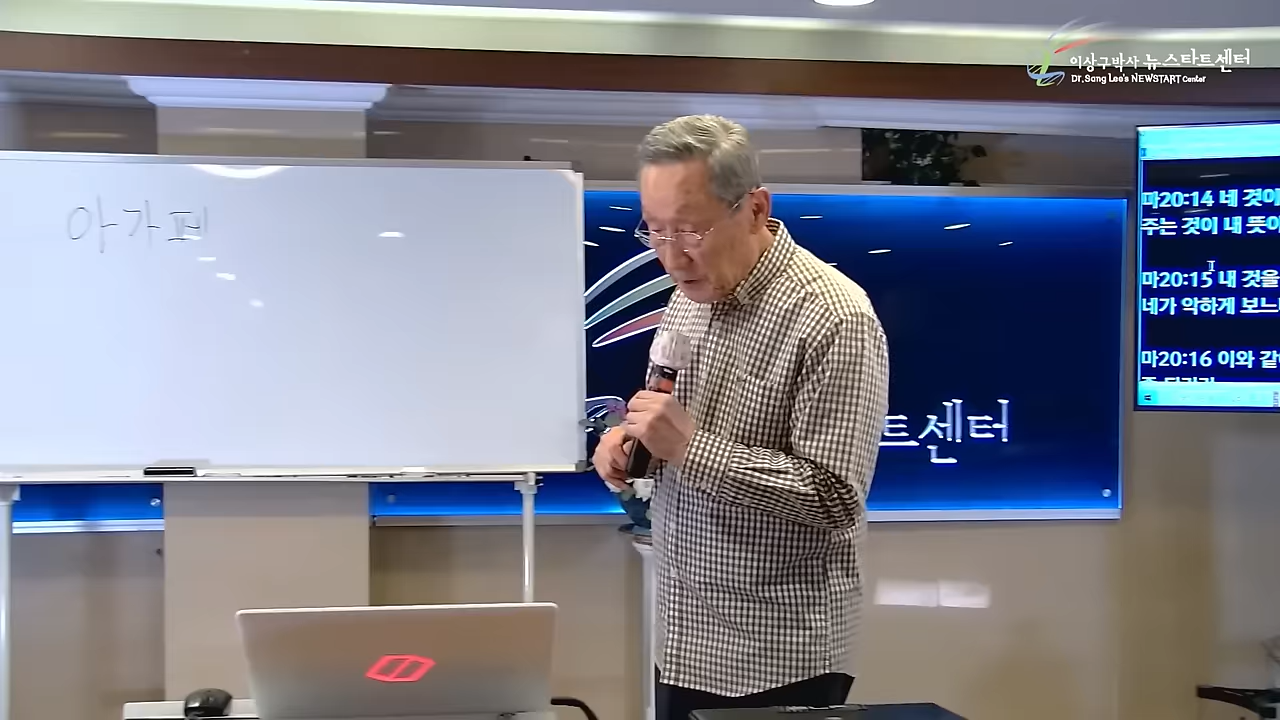 이상구박사 뉴스타트센터
Dr. Sang Lee's NEWSTART Center
아가페
마20:14 네 것이
주는 것이 내 뜻이
마20:15 내 것을
네가 악하게 보느
마20:16 이와 같
트센터